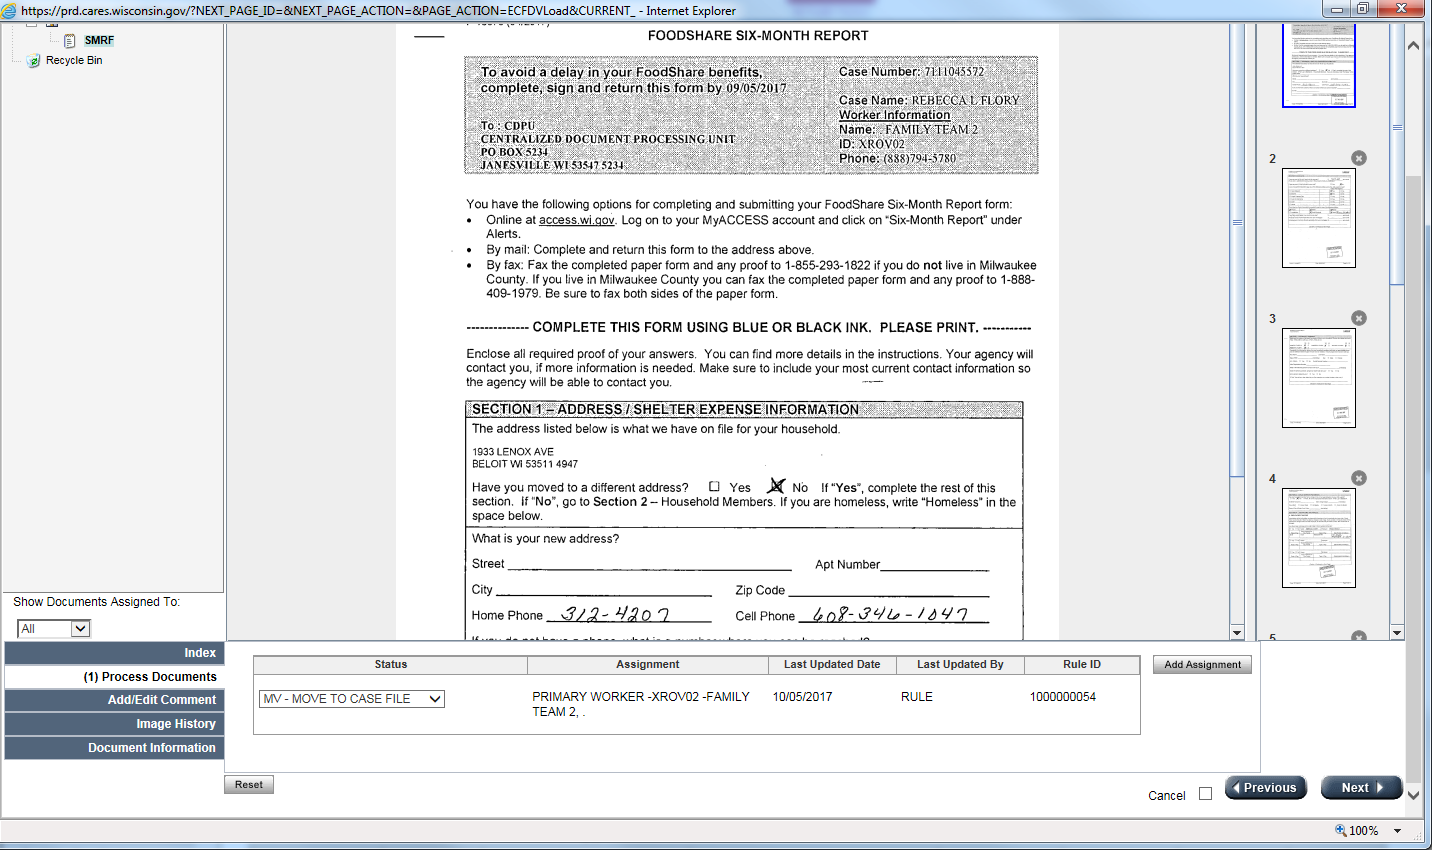 https://prd.cares.wisconsin.gov/?NEXT_PAGE_ID=&NEXT_PAGE_ACTION=&PAGE_ACTION=ECFDVLoad&CURRENT_ - Internet Explorer
SMRF
Recycle Bin
FOODSHARE SIX-MONTH REPORT
To avoid a delay in your FoodShare benefits,
complete, sign and return this form by 09/05/2017
To : CDPU
CENTRALIZED DOCUMENT PROCESSING UNIT
PO BOX 5234
JANESVILLE WI 53547 5234
Case Number: 7111045572
Case Name: REBECCA L FLORY
Worker Information
Name: . FAMILY TEAM 2
ID: XROV02
Phone: (888)794-5780
You have the following options for completing and submitting your FoodShare Six-Month Report form:
• Online at access.wi.gov. Log on to your MyACCESS account and click on "Six-Month Report" under
Alerts.
• By mail: Complete and return this form to the address above.
• By fax: Fax the completed paper form and any proof to 1-855-293-1822 if you do not live in Milwaukee
County. If you live in Milwaukee County you can fax the completed paper form and any proof to 1-888-
409-1979. Be sure to fax both sides of the paper form.
-------------- COMPLETE THIS FORM USING BLUE OR BLACK INK. PLEASE PRINT. -----------
Enclose all required proof of your answers. You can find more details in the instructions. Your agency will
contact you, if more information is needed. Make sure to include your most current contact information so
the agency will be able to contact you.
SECTION 1 – ADDRESS / SHELTER EXPENSE INFORMATION
The address listed below is what we have on file for your household.
1933 LENOX AVE
BELOIT WI 53511 4947
Have you moved to a different address? Yes No If "Yes", complete the rest of this
section. If "No", go to Section 2 – Household Members. If you are homeless, write "Homeless" in the
space below.
What is your new address?
Street Apt Number
City Zip Code
Home Phone 312-4207 Cell Phone 608-346-1047
2
3
4
5
Show Documents Assigned To:
All
Index
(1) Process Documents
Add/Edit Comment
Image History
Document Information
Status Assignment Last Updated Date Last Updated By Rule ID
MV - MOVE TO CASE FILE PRIMARY WORKER -XROV02 -FAMILY 10/05/2017 RULE 1000000054
TEAM 2, .
Add Assignment
Reset
Cancel
Previous
Next
100%